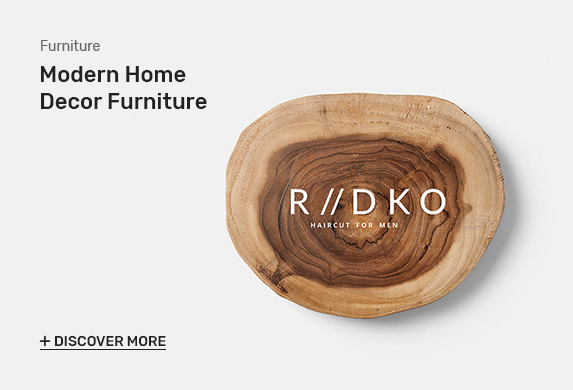 Furniture
Modern Home
Decor Furniture
R//DKO
HAIRCUT FOR MEN
+ DISCOVER MORE